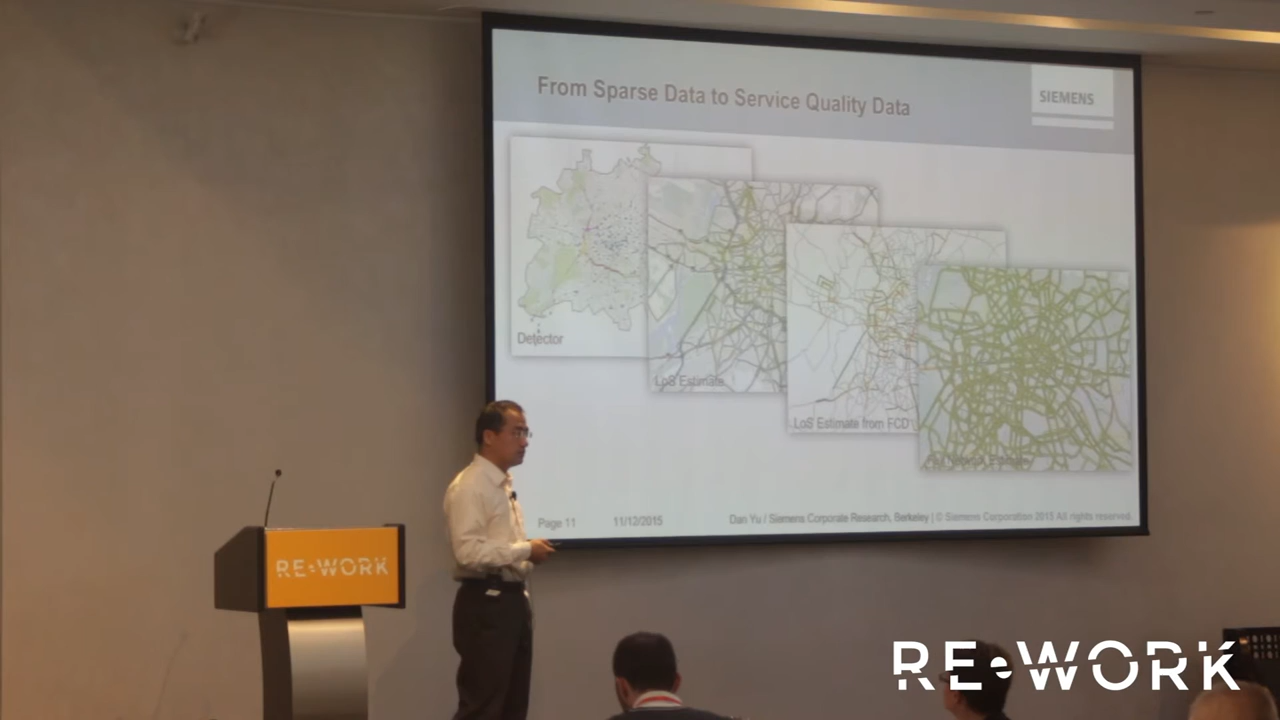 From Sparse Data to Service Quality Data
SIEMENS
Detector
LoS Estimate
LoS Estimate from FCD
Page 11
11/12/2015
Dan Yu / Siemens Corporate Research, Berkeley | © Siemens Corporation 2015 All rights reserved.
RE•WORK
RE•WORK